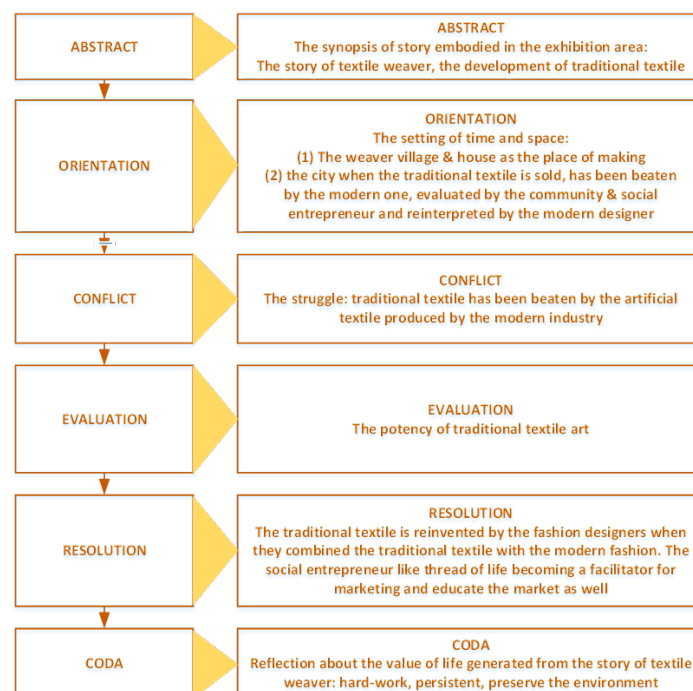 ABSTRACT
ABSTRACT
The synopsis of story embodied in the exhibition area:
The story of textile weaver, the development of traditional textile
ORIENTATION
ORIENTATION
The setting of time and space:
(1) The weaver village & house as the place of making
(2) the city when the traditional textile is sold, has been beaten
by the modern one, evaluated by the community & social
entrepreneur and reinterpreted by the modern designer
CONFLICT
CONFLICT
The struggle: traditional textile has been beaten by the artificial
textile produced by the modern industry
EVALUATION
EVALUATION
The potency of traditional textile art
RESOLUTION
RESOLUTION
The traditional textile is reinvented by the fashion designers when
they combined the traditional textile with the modern fashion. The
social entrepreneur like thread of life becoming a facilitator for
marketing and educate the market as well
CODA
CODA
Reflection about the value of life generated from the story of textile
weaver: hard-work, persistent, preserve the environment